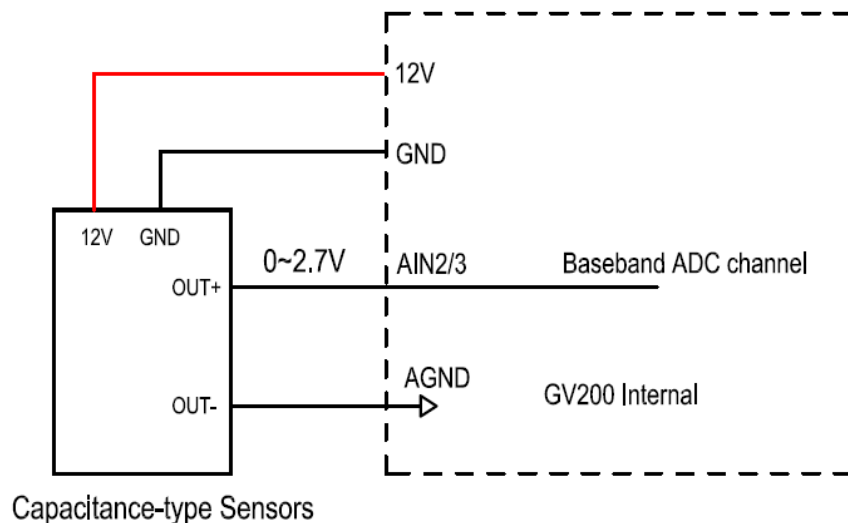 12V
GND
12V GND
0~2.7V
AIN2/3
Baseband ADC channel
OUT+
AGND
GV200 Internal
OUT-
Capacitance-type Sensors